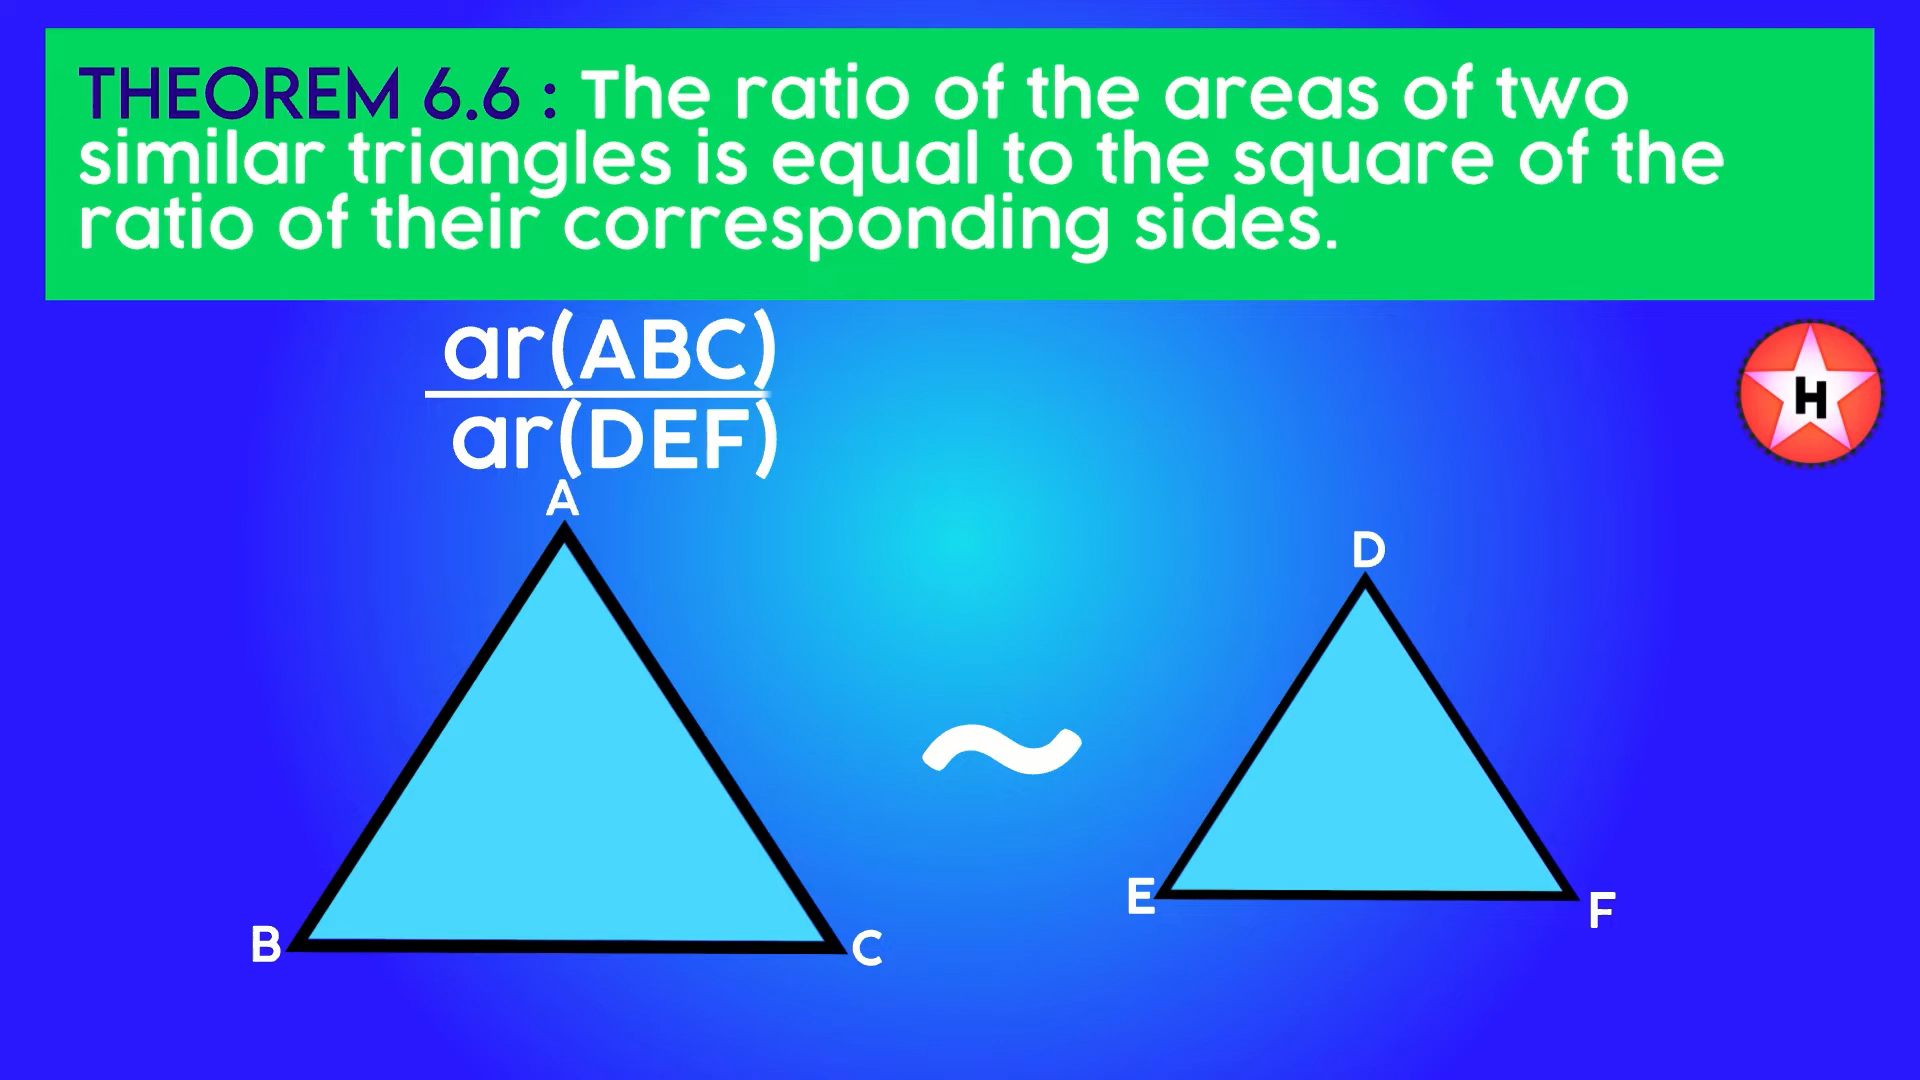 THEOREM 6.6 : The ratio of the areas of two
similar triangles is equal to the square of the
ratio of their corresponding sides.
ar(ABC)
ar(DEF)
H
A
D
~
E
F
B
C